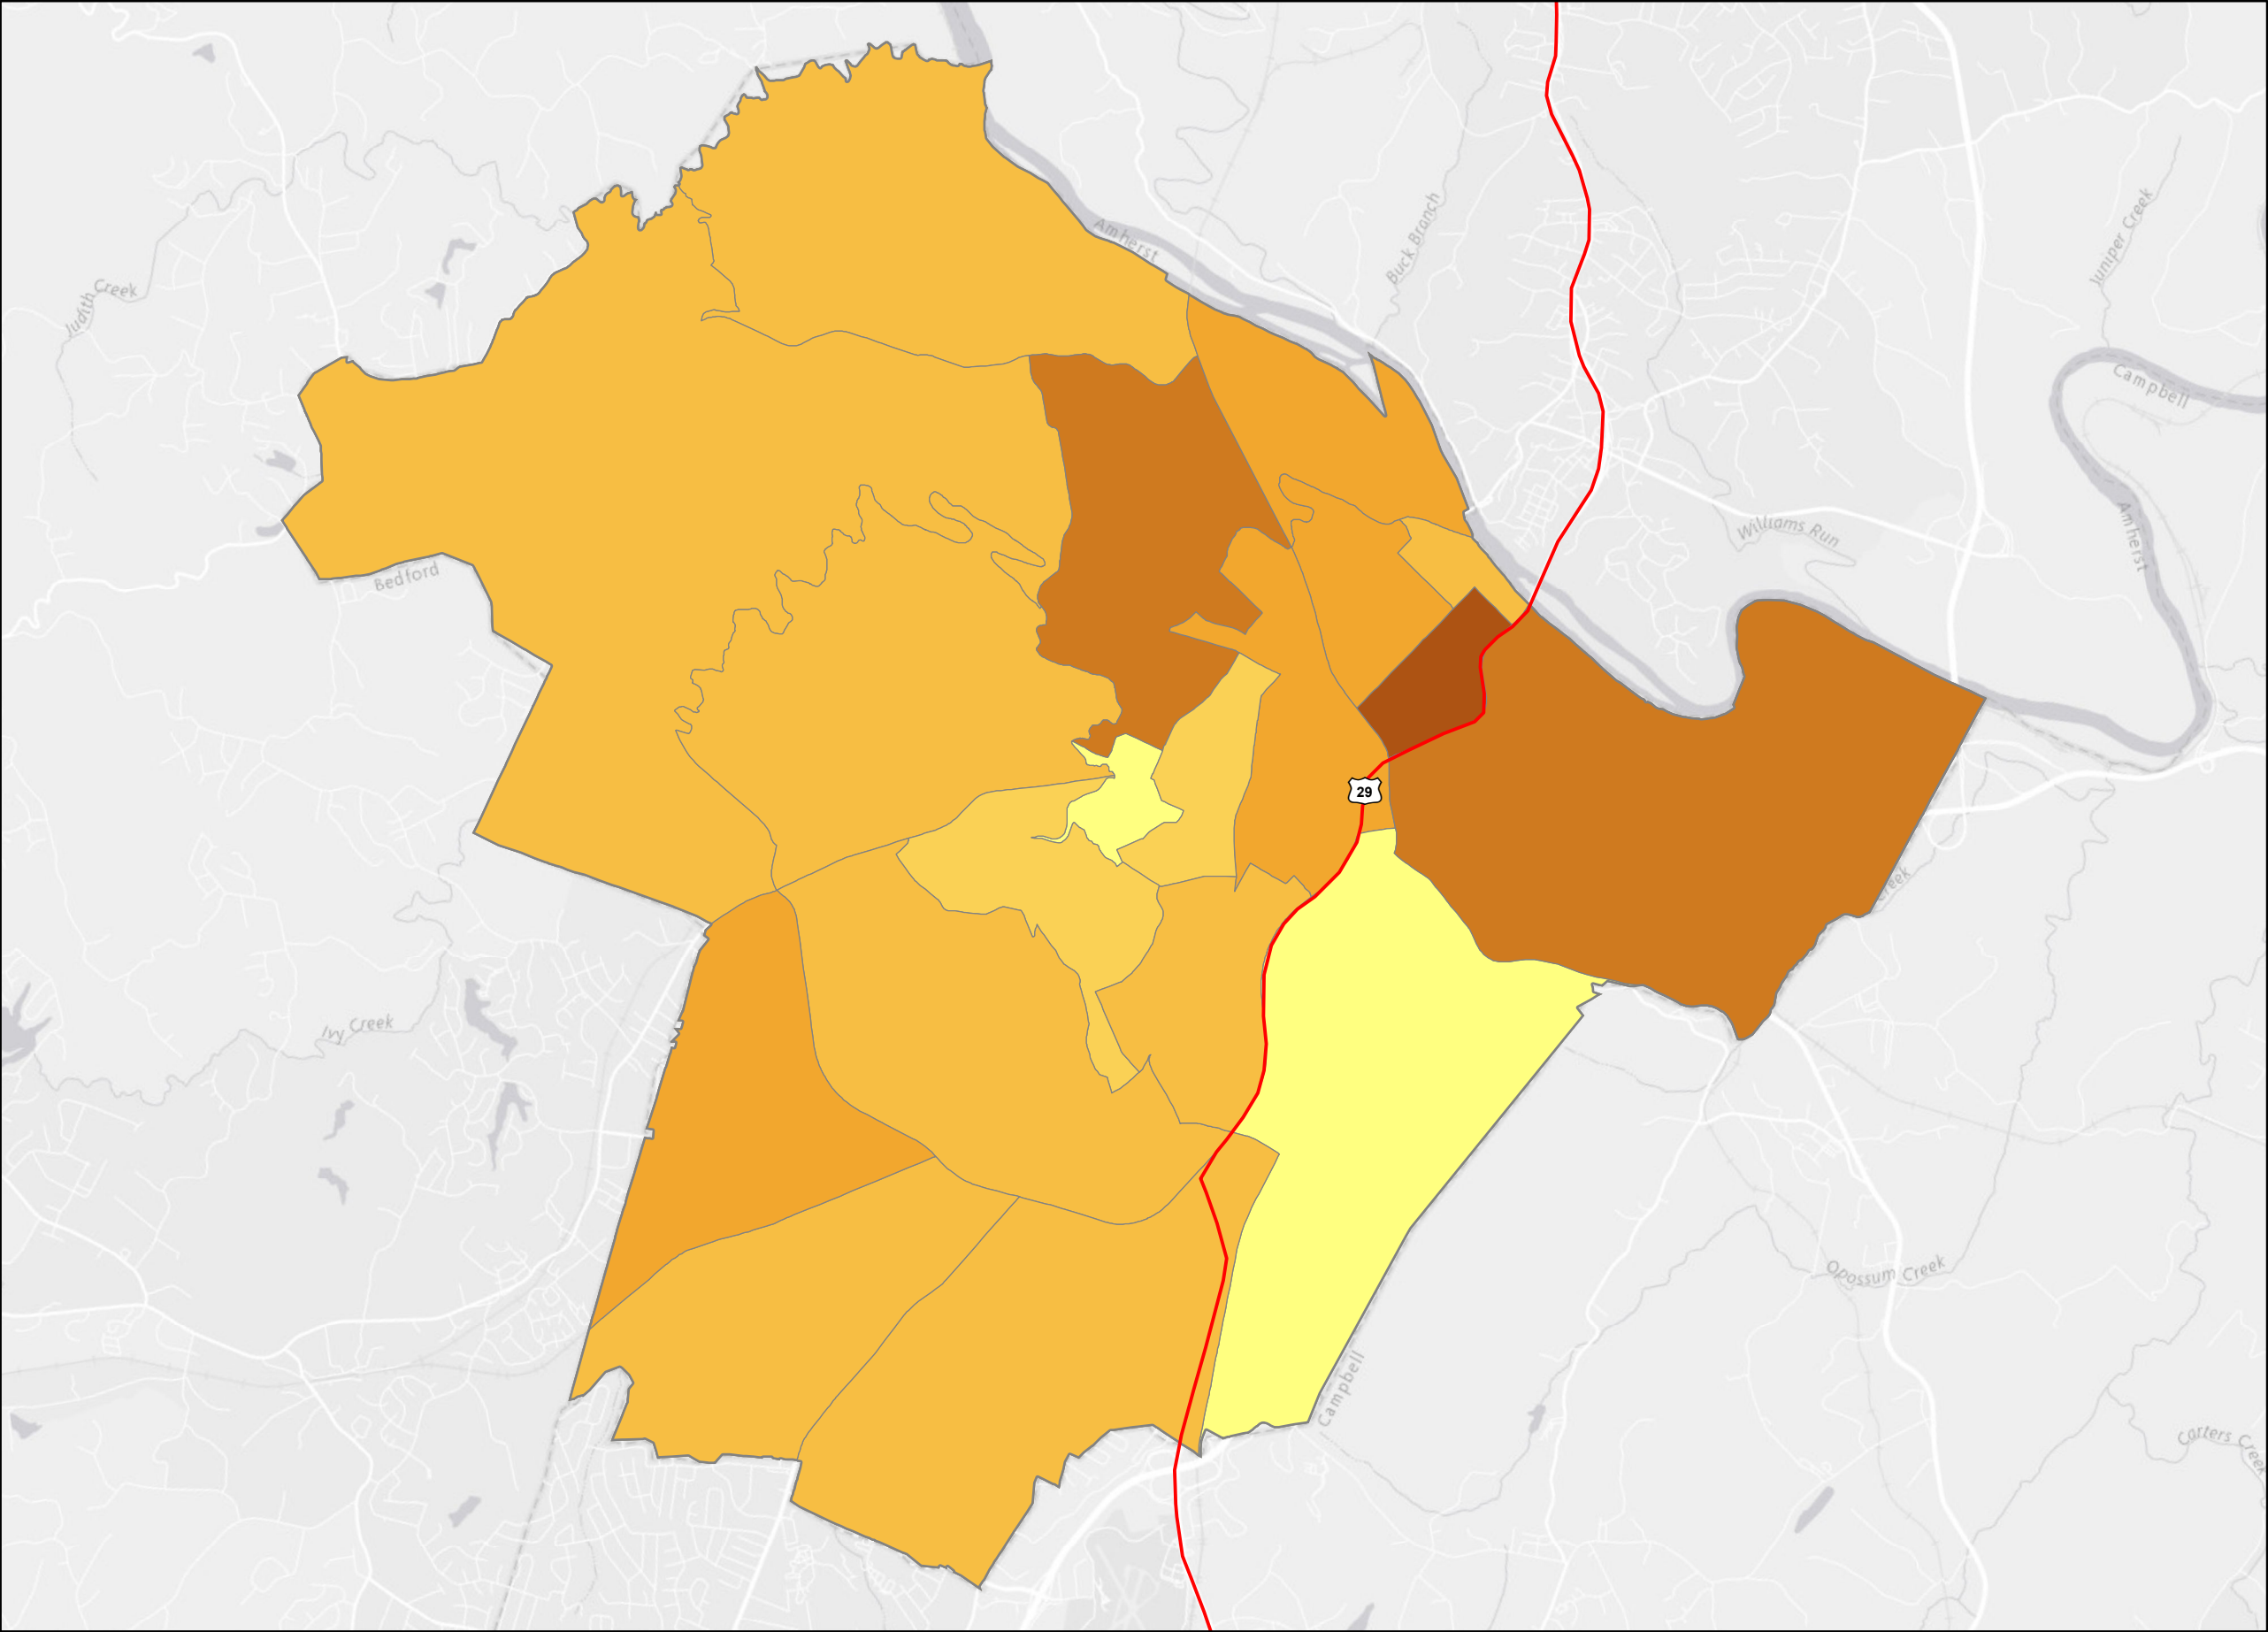 Amherst
Buck Branch
Juniper Creek
Judith Creek
Campbell
Williams Run
Amherst
Bedford
29
Creek
Ivy Creek
Opossum Creek
Campbell
Carters Creek